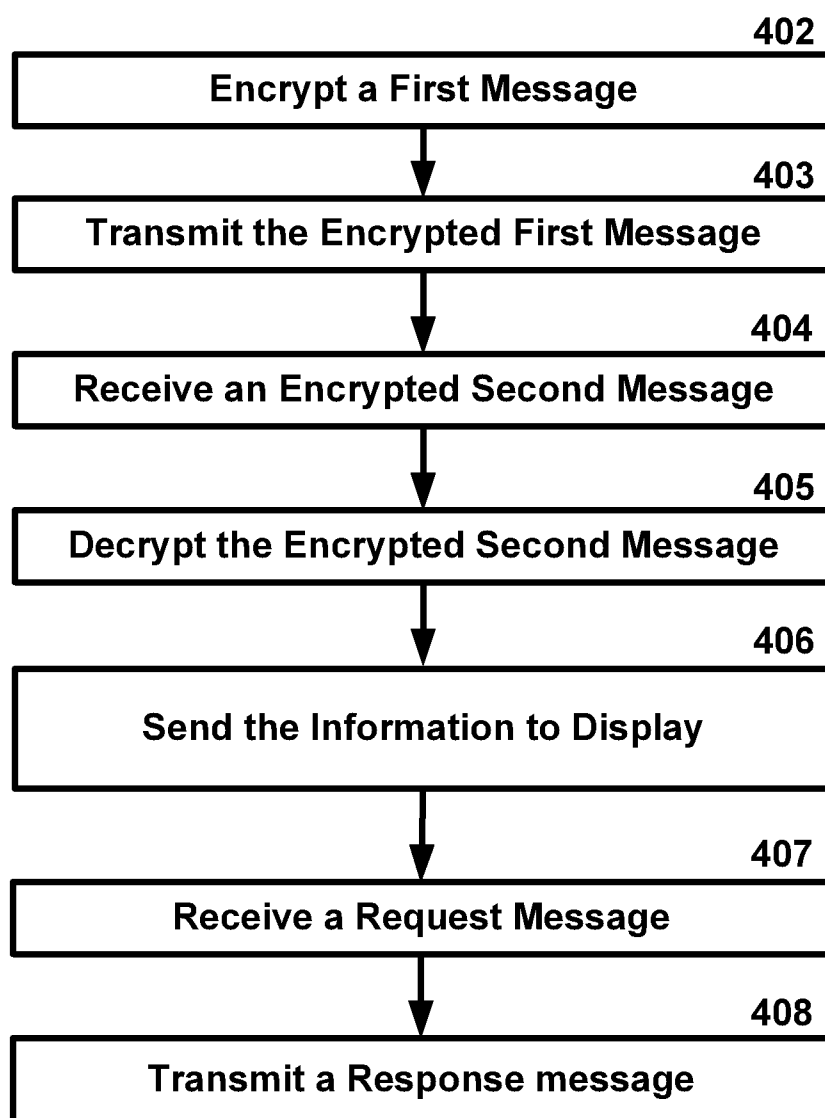 402
Encrypt a First Message
403
Transmit the Encrypted First Message
404
Receive an Encrypted Second Message
405
Decrypt the Encrypted Second Message
406
Send the Information to Display
407
Receive a Request Message
408
Transmit a Response message